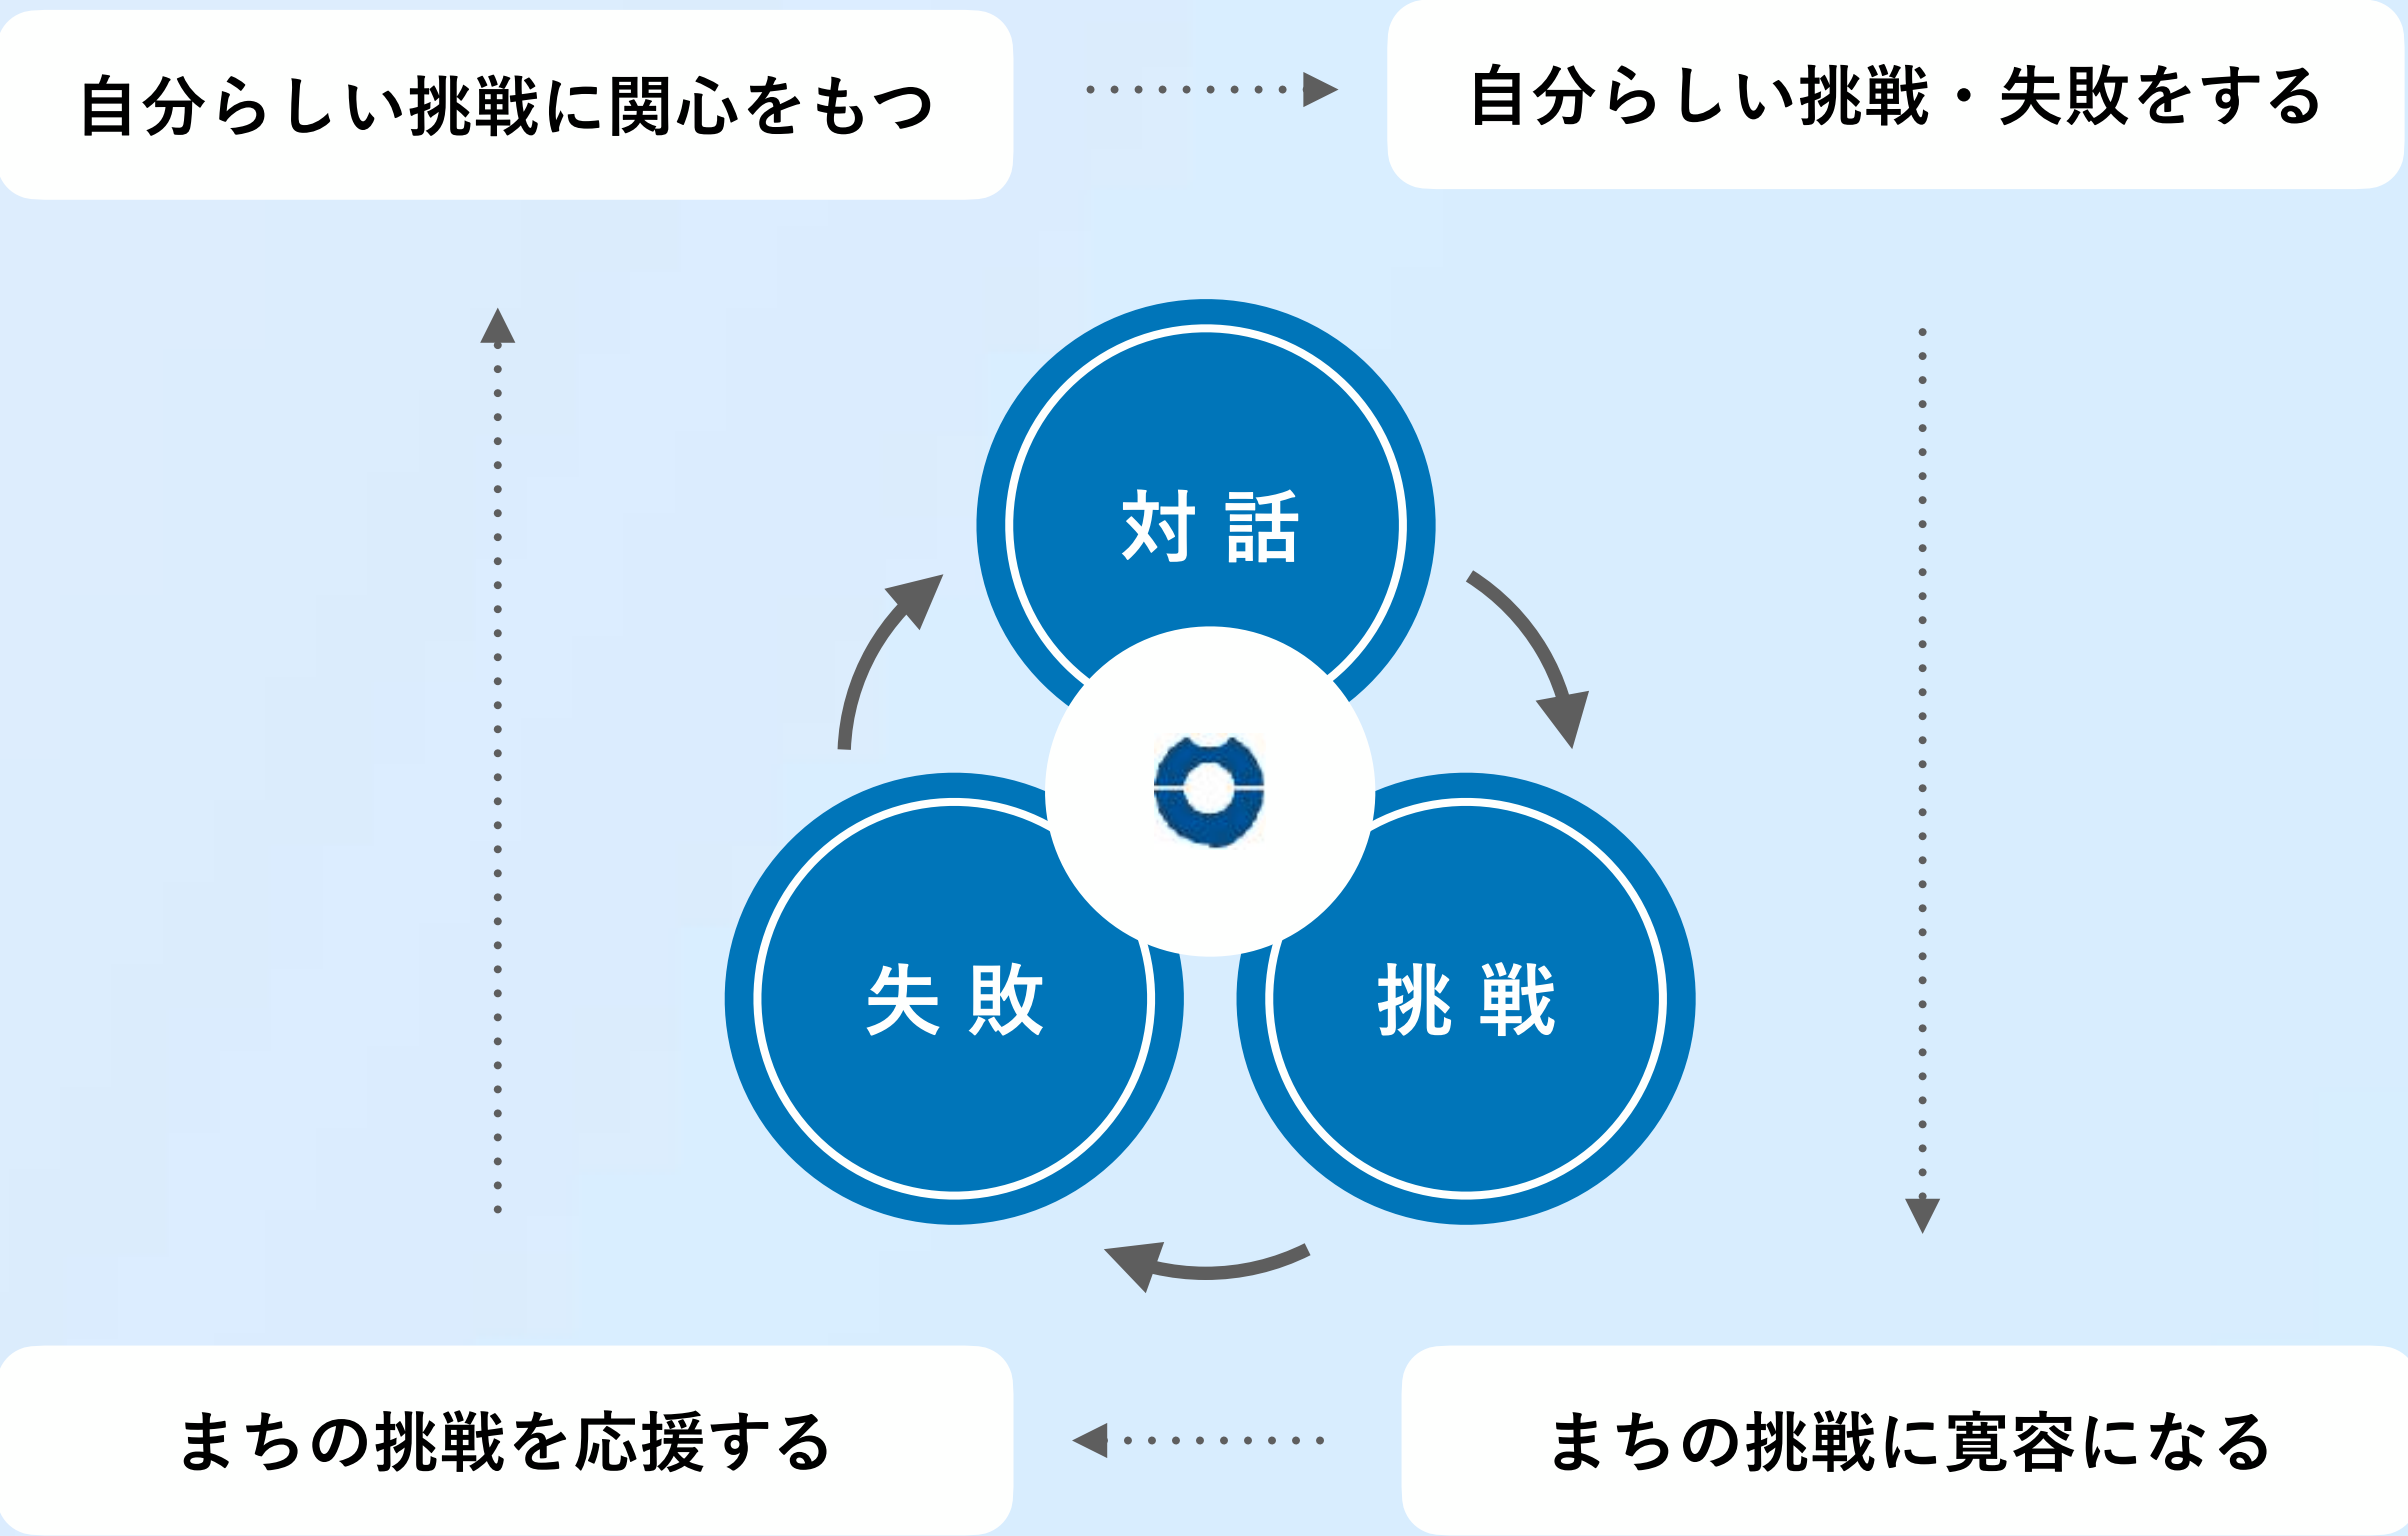 自分らしい挑戦に関心をもつ
自分らしい挑戦・失敗をする
対話
失敗
挑戦
まちの挑戦を応援する
まちの挑戦に寛容になる